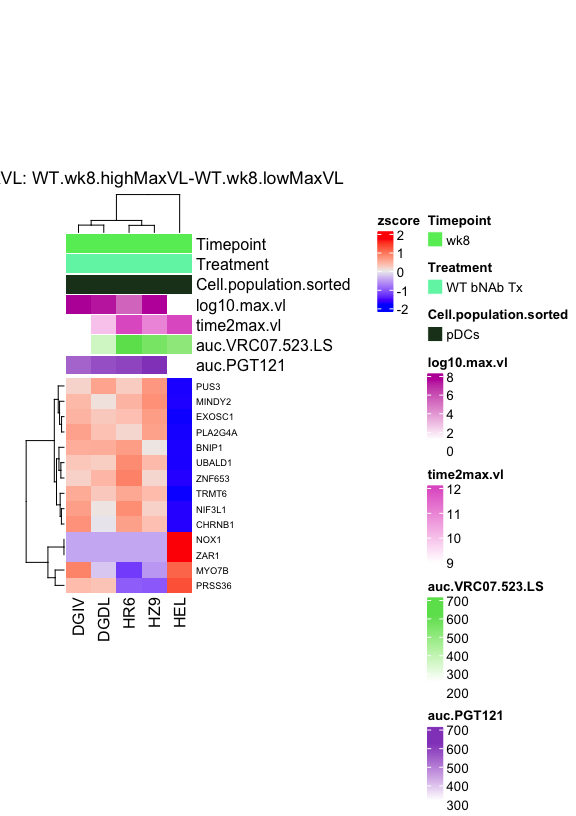 VL: WT.wk8.highMaxVL-WT.wk8.lowMaxVL
Timepoint
Treatment
Cell.population.sorted
log10.max.vl
time2max.vl
auc.VRC07.523.LS
auc.PGT121
PUS3
MINDY2
EXOSC1
PLA2G4A
BNIP1
UBALD1
ZNF653
TRMT6
NIF3L1
CHRNB1
NOX1
ZAR1
MYO7B
PRSS36
DGIV
DGDL
HR6
HZ9
HEL
zscore
2
1
0
-1
-2
Timepoint
wk8
Treatment
WT bNAb Tx
Cell.population.sorted
pDCs
log10.max.vl
8
6
4
2
0
time2max.vl
12
11
10
9
auc.VRC07.523.LS
700
600
500
400
300
200
auc.PGT121
700
600
500
400
300